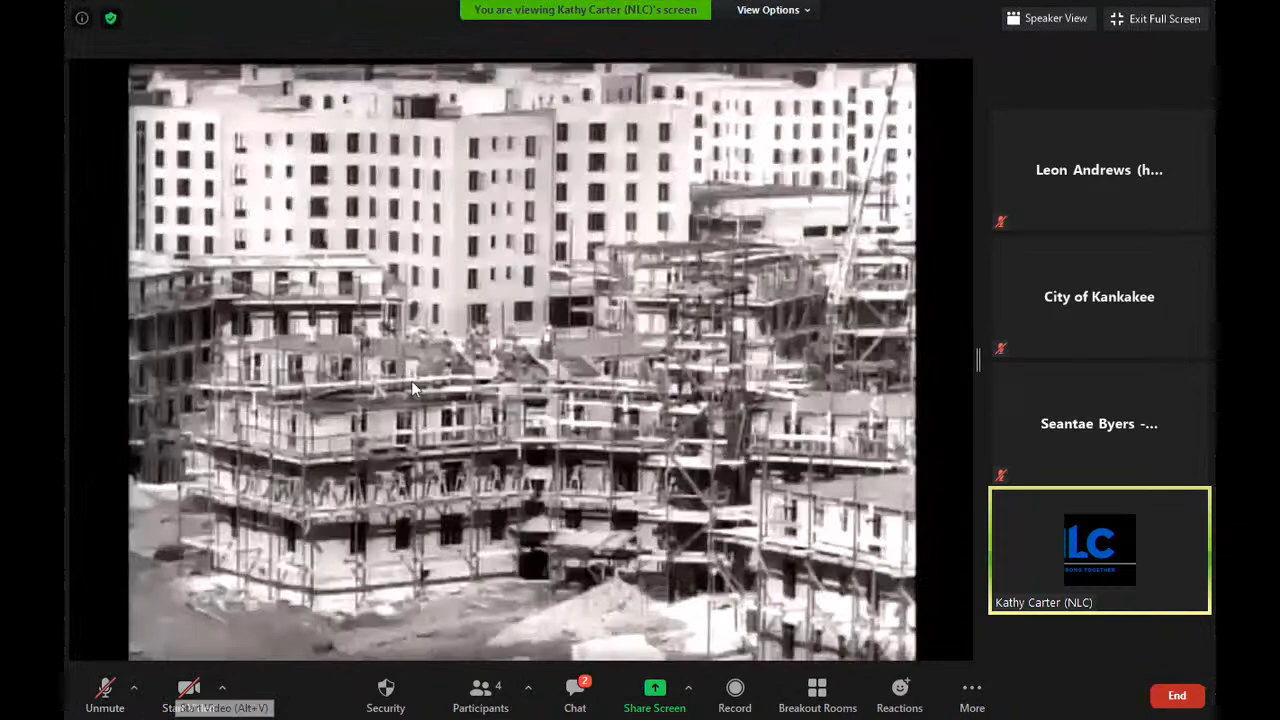 You are viewing Kathy Carter (NLC)'s screen
View Options
Speaker View
Exit Full Screen
Leon Andrews (h...
City of Kankakee
Seantae Byers -...
LC
Kathy Carter (NLC)
Unmute
Video (Alt+V)
Security
4
Participants
2
Chat
Share Screen
Record
Breakout Rooms
Reactions
More
End